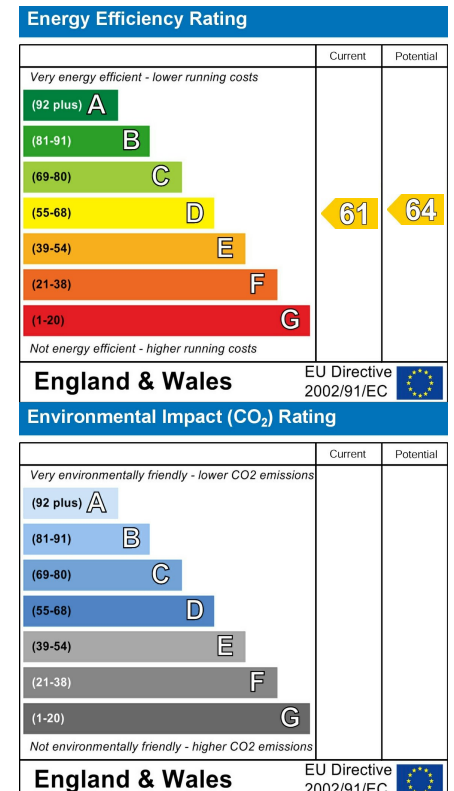 Energy Efficiency Rating
Current Potential
Very energy efficient - lower running costs
(92 plus) A
(81-91) B
(69-80) C
(55-68) D 61 64
(39-54) E
(21-38) F
(1-20) G
Not energy efficient - higher running costs
England & Wales EU Directive
2002/91/EC
Environmental Impact (CO₂) Rating
Current Potential
Very environmentally friendly - lower CO2 emissions
(92 plus) A
(81-91) B
(69-80) C
(55-68) D
(39-54) E
(21-38) F
(1-20) G
Not environmentally friendly - higher CO2 emissions
England & Wales EU Directive
2002/91/EC